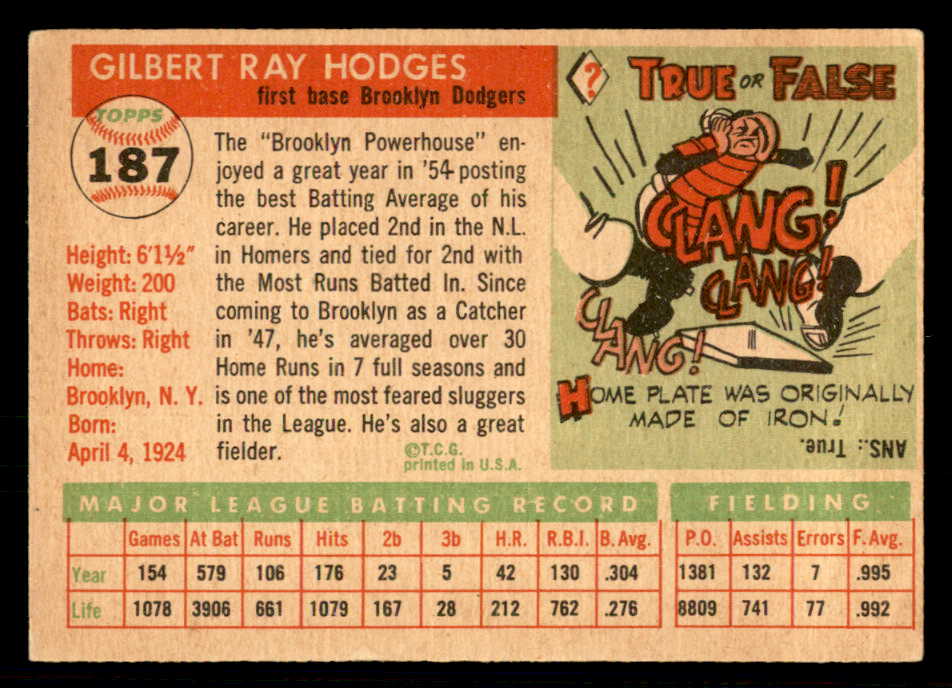 GILBERT RAY HODGES
first base Brooklyn Dodgers
TOPPS
187
Height: 6'1½"
Weight: 200
Bats: Right
Throws: Right
Home:
Brooklyn, N. Y.
Born:
April 4, 1924
The "Brooklyn Powerhouse" en-
joyed a great year in '54 posting
the best Batting Average of his
career. He placed 2nd in the N.L.
in Homers and tied for 2nd with
the Most Runs Batted In. Since
coming to Brooklyn as a Catcher
in '47, he's averaged over 30
Home Runs in 7 full seasons and
is one of the most feared sluggers
in the League. He's also a great
fielder.
©T.C.G.
printed in U.S.A.
? TRUE OR FALSE
CLANG!
CLANG!
CLANG!
HOME PLATE WAS ORIGINALLY
MADE OF IRON!
ANS.: True.
MAJOR LEAGUE BATTING RECORD FIELDING
Games At Bat Runs Hits 2b 3b H.R. R.B.I. B. Avg. P.O. Assists Errors F. Avg.
Year 154 579 106 176 23 5 42 130 .304 1381 132 7 .995
Life 1078 3906 661 1079 167 28 212 762 .276 8809 741 77 .992